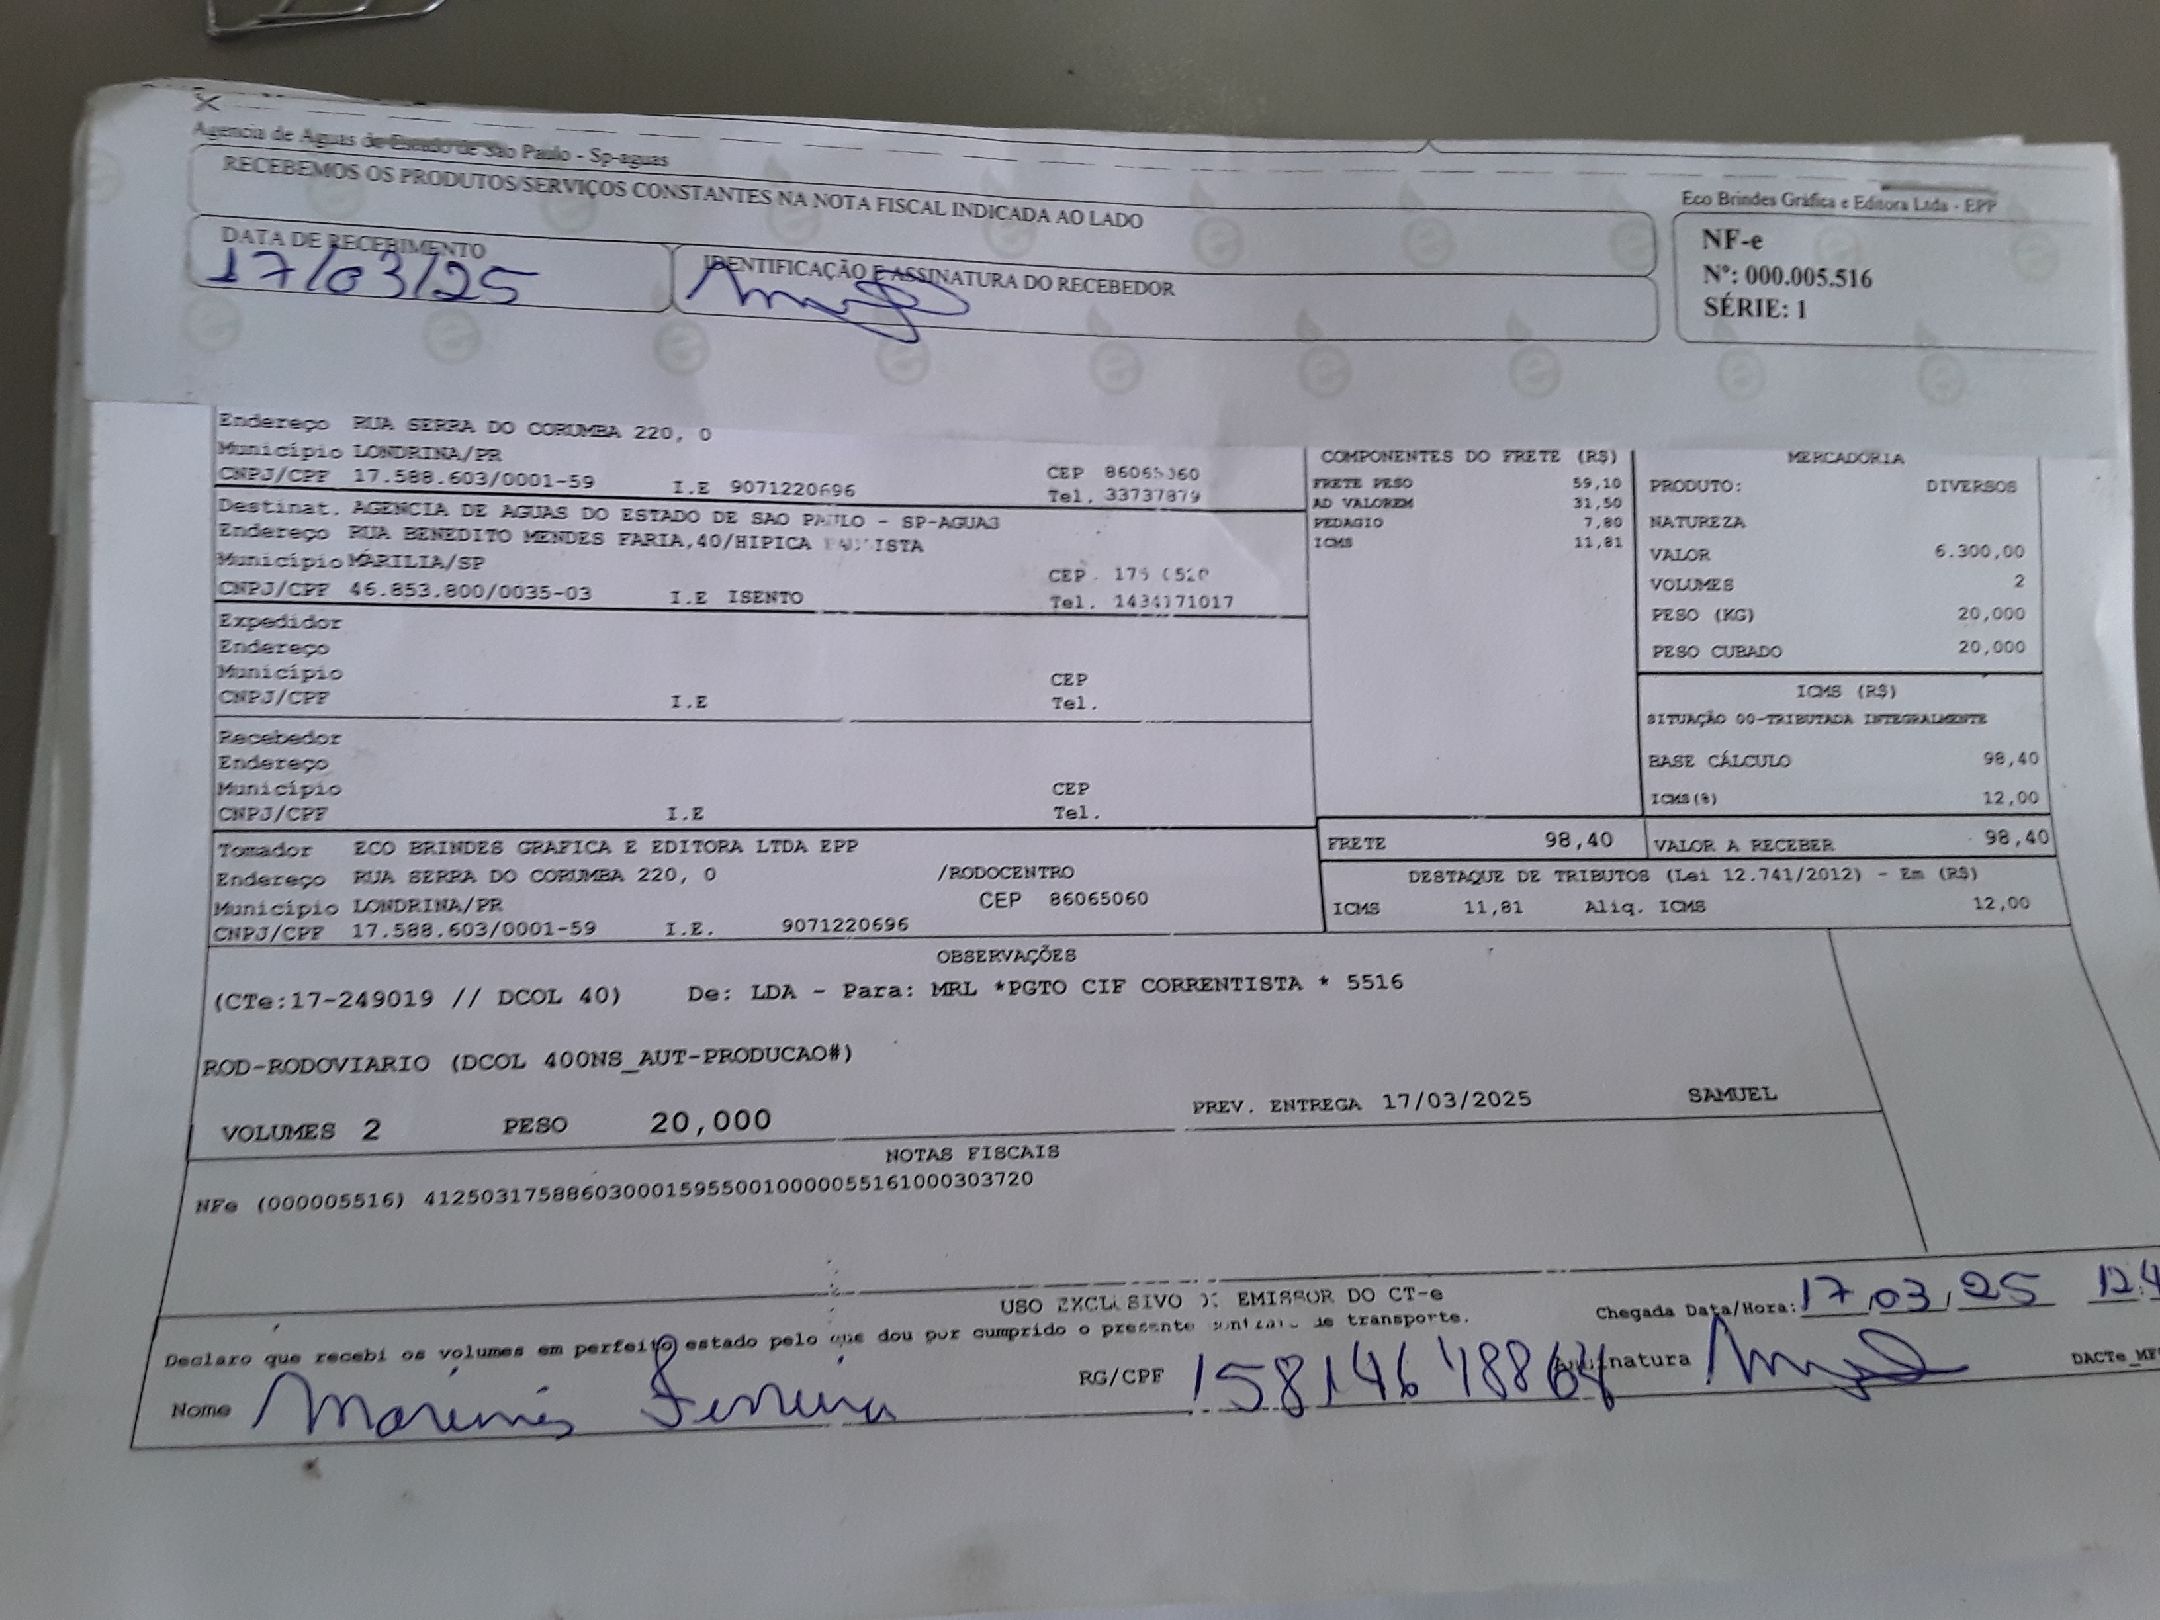 Agencia de Aguas de Estado de São Paulo - Sp-aguas
RECEBEMOS OS PRODUTOS/SERVIÇOS CONSTANTES NA NOTA FISCAL INDICADA AO LADO
DATA DE RECEBIMENTO
17/03/25
IDENTIFICAÇÃO E ASSINATURA DO RECEBEDOR
Eco Brindes Gráfica e Editora Ltda - EPP
NF-e
Nº: 000.005.516
SÉRIE: 1
Endereço RUA SERRA DO CORUMBA 220, 0
Município LONDRINA/PR
CEP 86065060
CNPJ/CPF 17.588.603/0001-59 I.E 9071220696 Tel. 33737879
Destinat. AGENCIA DE AGUAS DO ESTADO DE SAO PAULO - SP-AGUAS
Endereço RUA BENEDITO MENDES FARIA,40/HIPICA PAULISTA
Município MARILIA/SP CEP
CNPJ/CPF 46.853.800/0035-03 I.E ISENTO Tel. 1434171017
Expedidor
Endereço
Município CEP
CNPJ/CPF I.E Tel.
Recebedor
Endereço
Município CEP
CNPJ/CPF I.E Tel.
Tomador ECO BRINDES GRAFICA E EDITORA LTDA EPP
Endereço RUA SERRA DO CORUMBA 220, 0 /RODOCENTRO
Município LONDRINA/PR CEP 86065060
CNPJ/CPF 17.588.603/0001-59 I.E. 9071220696
COMPONENTES DO FRETE (R$)
FRETE PESO 59,10
AD VALOREM 31,50
PEDAGIO 7,80
ICMS 11,81
MERCADORIA
PRODUTO: DIVERSOS
NATUREZA
VALOR 6.300,00
VOLUMES 2
PESO (KG) 20,000
PESO CUBADO 20,000
ICMS (R$)
SITUAÇÃO 00-TRIBUTADA INTEGRALMENTE
BASE CÁLCULO 98,40
ICMS(%) 12,00
FRETE 98,40 VALOR A RECEBER 98,40
DESTAQUE DE TRIBUTOS (Lei 12.741/2012) - Em (R$)
ICMS 11,81 Aliq. ICMS 12,00
OBSERVAÇÕES
(CTe:17-249019 // DCOL 40) De: LDA - Para: MRL *PGTO CIF CORRENTISTA * 5516
ROD-RODOVIARIO (DCOL 400NS_AUT-PRODUCAO#)
VOLUMES 2 PESO 20,000 PREV. ENTREGA 17/03/2025 SAMUEL
NOTAS FISCAIS
NFe (000005516) 41250317588603000159550010000055161000303720
USO EXCLUSIVO DO EMISSOR DO CT-e
Chegada Data/Hora: 17/03/25 12:4
Declaro que recebi os volumes em perfeito estado pelo que dou por cumprido o presente contrato de transporte.
Nome Ferreira RG/CPF Assinatura
DACTe_MF